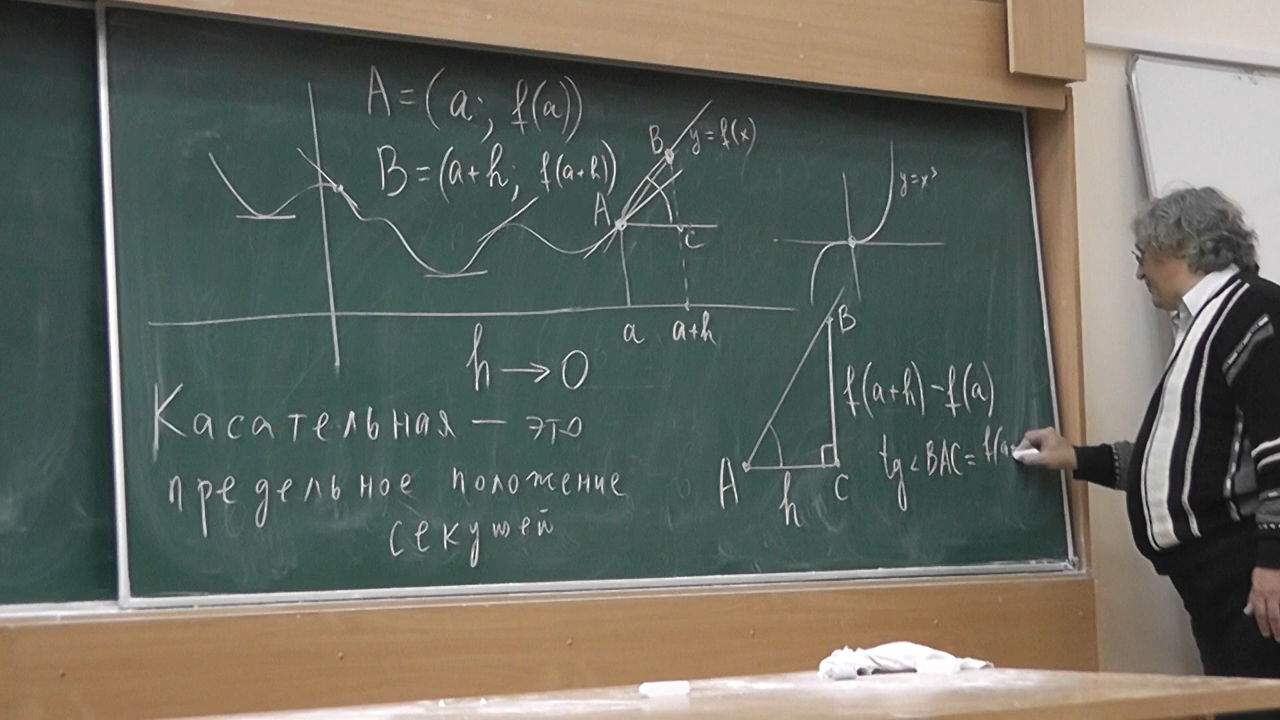 A = (a; f(a))
B = (a+h; f(a+h))
B y = f(x)
A
C
a a+h
y = x³
h → 0
Касательная — это
предельное положение
секущей
B
f(a+h) - f(a)
A h C
tg ∠ BAC = f(a